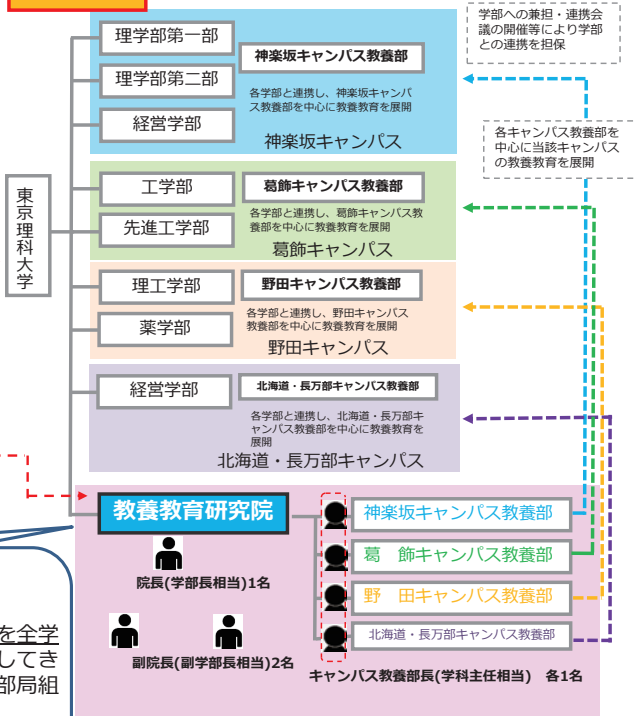 学部への兼担・連携会
議の開催等により学部
との連携を担保
理学部第一部
神楽坂キャンパス教養部
理学部第二部
各学部と連携し、神楽坂キャンパ
ス教養部を中心に教養教育を展開
経営学部
神楽坂キャンパス
各キャンパス教養部を
中心に当該キャンパス
の教養教育を展開
東京理科大学
工学部
葛飾キャンパス教養部
各学部と連携し、葛飾キャンパス教
養部を中心に教養教育を展開
先進工学部
葛飾キャンパス
理工学部
野田キャンパス教養部
各学部と連携し、野田キャンパス
教養部を中心に教養教育を展開
薬学部
野田キャンパス
経営学部
北海道・長万部キャンパス教養部
各学部と連携し、北海道・長万部キ
ャンパス教養部を中心に教養教育を
展開
北海道・長万部キャンパス
教養教育研究院
神楽坂キャンパス教養部
葛　飾キャンパス教養部
野　田キャンパス教養部
北海道・長万部キャンパス教養部
院長(学部長相当)1名
副院長(副学部長相当)2名
キャンパス教養部長(学科主任相当)　各1名
を全学
してき
部局組